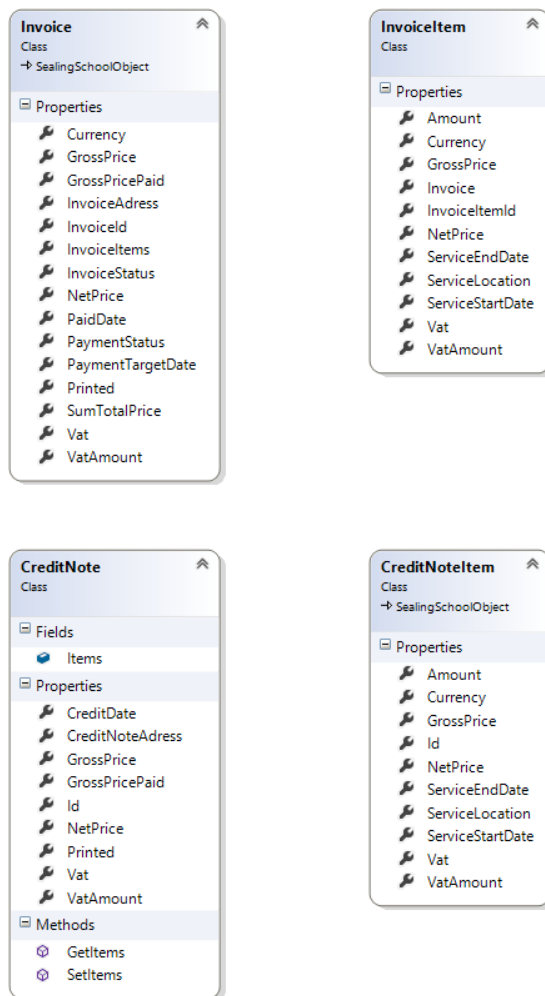 Invoice
Class
SealingSchoolObject
Properties
Currency
GrossPrice
GrossPricePaid
InvoiceAdress
InvoiceId
InvoiceItems
InvoiceStatus
NetPrice
PaidDate
PaymentStatus
PaymentTargetDate
Printed
SumTotalPrice
Vat
VatAmount
InvoiceItem
Class
Properties
Amount
Currency
GrossPrice
Invoice
InvoiceItemId
NetPrice
ServiceEndDate
ServiceLocation
ServiceStartDate
Vat
VatAmount
CreditNote
Class
Fields
Items
Properties
CreditDate
CreditNoteAdress
GrossPrice
GrossPricePaid
Id
NetPrice
Printed
Vat
VatAmount
Methods
GetItems
SetItems
CreditNoteItem
Class
SealingSchoolObject
Properties
Amount
Currency
GrossPrice
Id
NetPrice
ServiceEndDate
ServiceLocation
ServiceStartDate
Vat
VatAmount